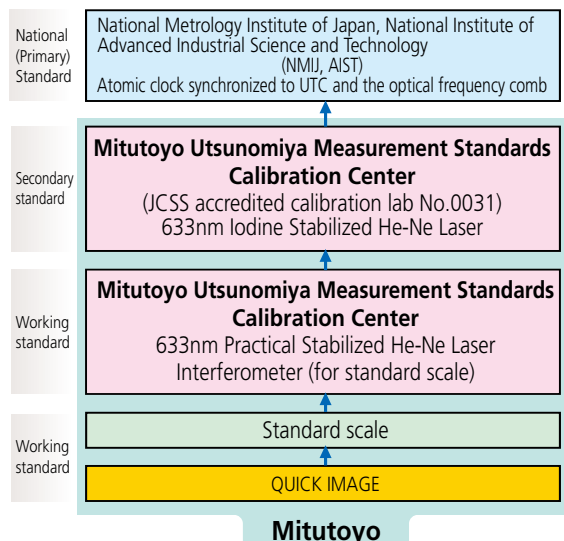 National
(Primary)
Standard
National Metrology Institute of Japan, National Institute of
Advanced Industrial Science and Technology
(NMIJ, AIST)
Atomic clock synchronized to UTC and the optical frequency comb
Secondary
standard
Mitutoyo Utsunomiya Measurement Standards
Calibration Center
(JCSS accredited calibration lab No.0031)
633nm Iodine Stabilized He-Ne Laser
Working
standard
Mitutoyo Utsunomiya Measurement Standards
Calibration Center
633nm Practical Stabilized He-Ne Laser
Interferometer (for standard scale)
Working
standard
Standard scale
QUICK IMAGE
Mitutoyo